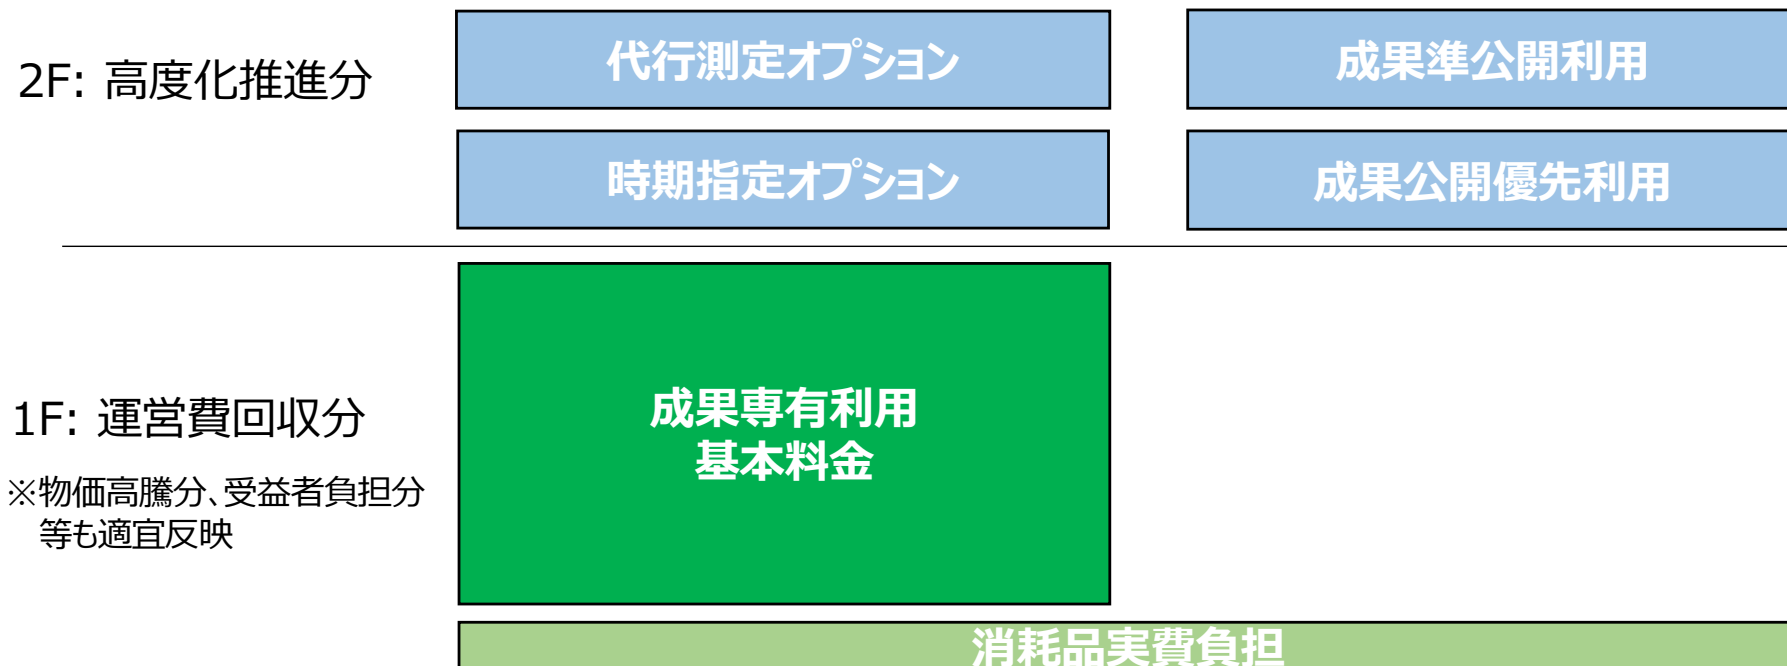 2F: 高度化推進分
代行測定オプション
成果準公開利用
時期指定オプション
成果公開優先利用
1F: 運営費回収分
※物価高騰分、受益者負担分
等も適宜反映
成果専有利用
基本料金
消耗品実費負担